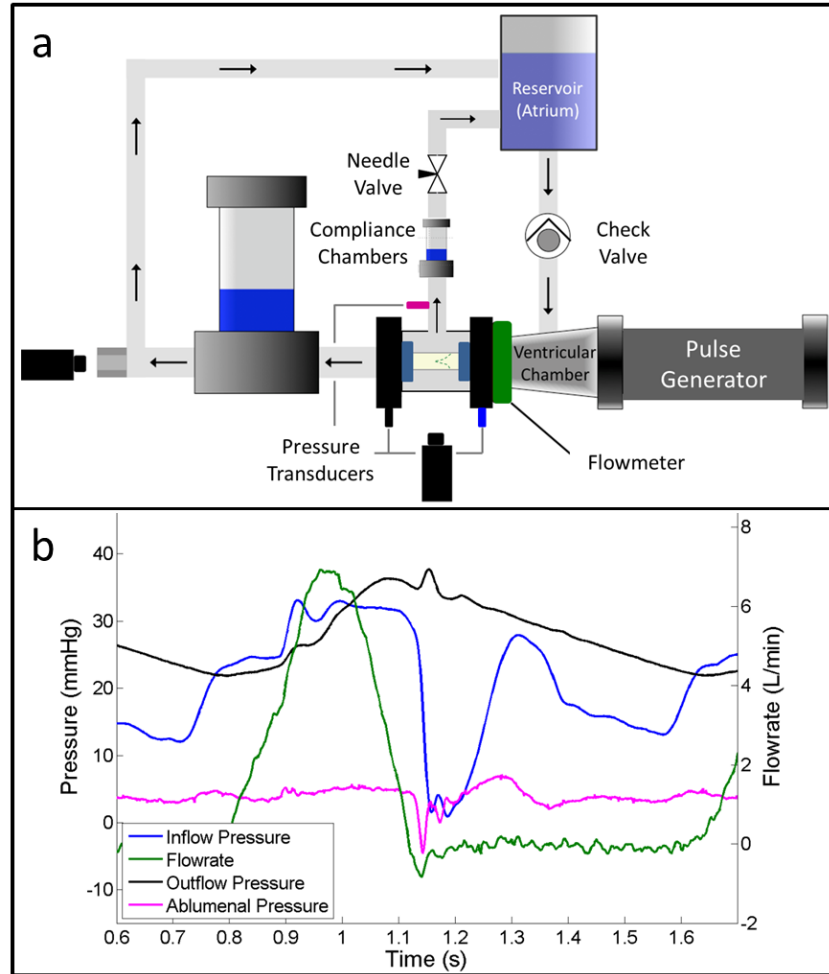 a
Reservoir
(Atrium)
Needle
Valve
Compliance
Chambers
Check
Valve
Ventricular
Chamber
Pulse
Generator
Pressure
Transducers
Flowmeter
b
Pressure (mmHg)
40
30
20
10
0
-10
8
6
4
2
0
-2
Flowrate (L/min)
Inflow Pressure
Flowrate
Outflow Pressure
Ablumenal Pressure
0.6 0.7 0.8 0.9 1 1.1 1.2 1.3 1.4 1.5 1.6
Time (s)